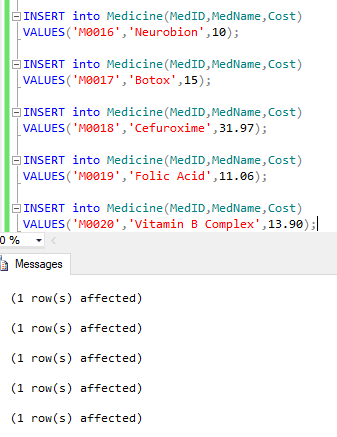 INSERT into Medicine(MedID,MedName,Cost)
VALUES('M0016','Neurobion',10);
INSERT into Medicine(MedID,MedName,Cost)
VALUES('M0017','Botox',15);
INSERT into Medicine(MedID,MedName,Cost)
VALUES('M0018','Cefuroxime',31.97);
INSERT into Medicine(MedID,MedName,Cost)
VALUES('M0019','Folic Acid',11.06);
INSERT into Medicine(MedID,MedName,Cost)
VALUES('M0020','Vitamin B Complex',13.90);
0 %
Messages
(1 row(s) affected)
(1 row(s) affected)
(1 row(s) affected)
(1 row(s) affected)
(1 row(s) affected)